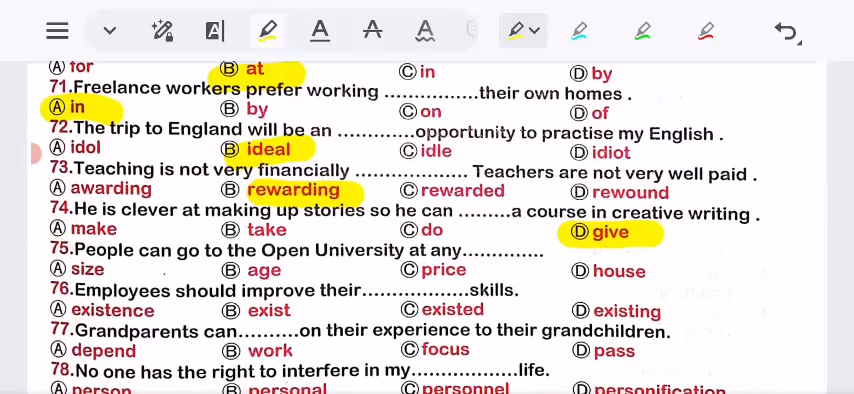 Ⓐ for Ⓑ at Ⓒ in Ⓓ by
71.Freelance workers prefer working ................their own homes .
Ⓐ in Ⓑ by Ⓒ on Ⓓ of
72.The trip to England will be an .............opportunity to practise my English .
Ⓐ idol Ⓑ ideal Ⓒ idle Ⓓ idiot
73.Teaching is not very financially ................... Teachers are not very well paid .
Ⓐ awarding Ⓑ rewarding Ⓒ rewarded Ⓓ rewound
74.He is clever at making up stories so he can .........a course in creative writing .
Ⓐ make Ⓑ take Ⓒ do Ⓓ give
75.People can go to the Open University at any..............
Ⓐ size Ⓑ age Ⓒ price Ⓓ house
76.Employees should improve their..................skills.
Ⓐ existence Ⓑ exist Ⓒ existed Ⓓ existing
77.Grandparents can..........on their experience to their grandchildren.
Ⓐ depend Ⓑ work Ⓒ focus Ⓓ pass
78.No one has the right to interfere in my..................life.
Ⓐ person Ⓑ personal Ⓒ personnel Ⓓ personification